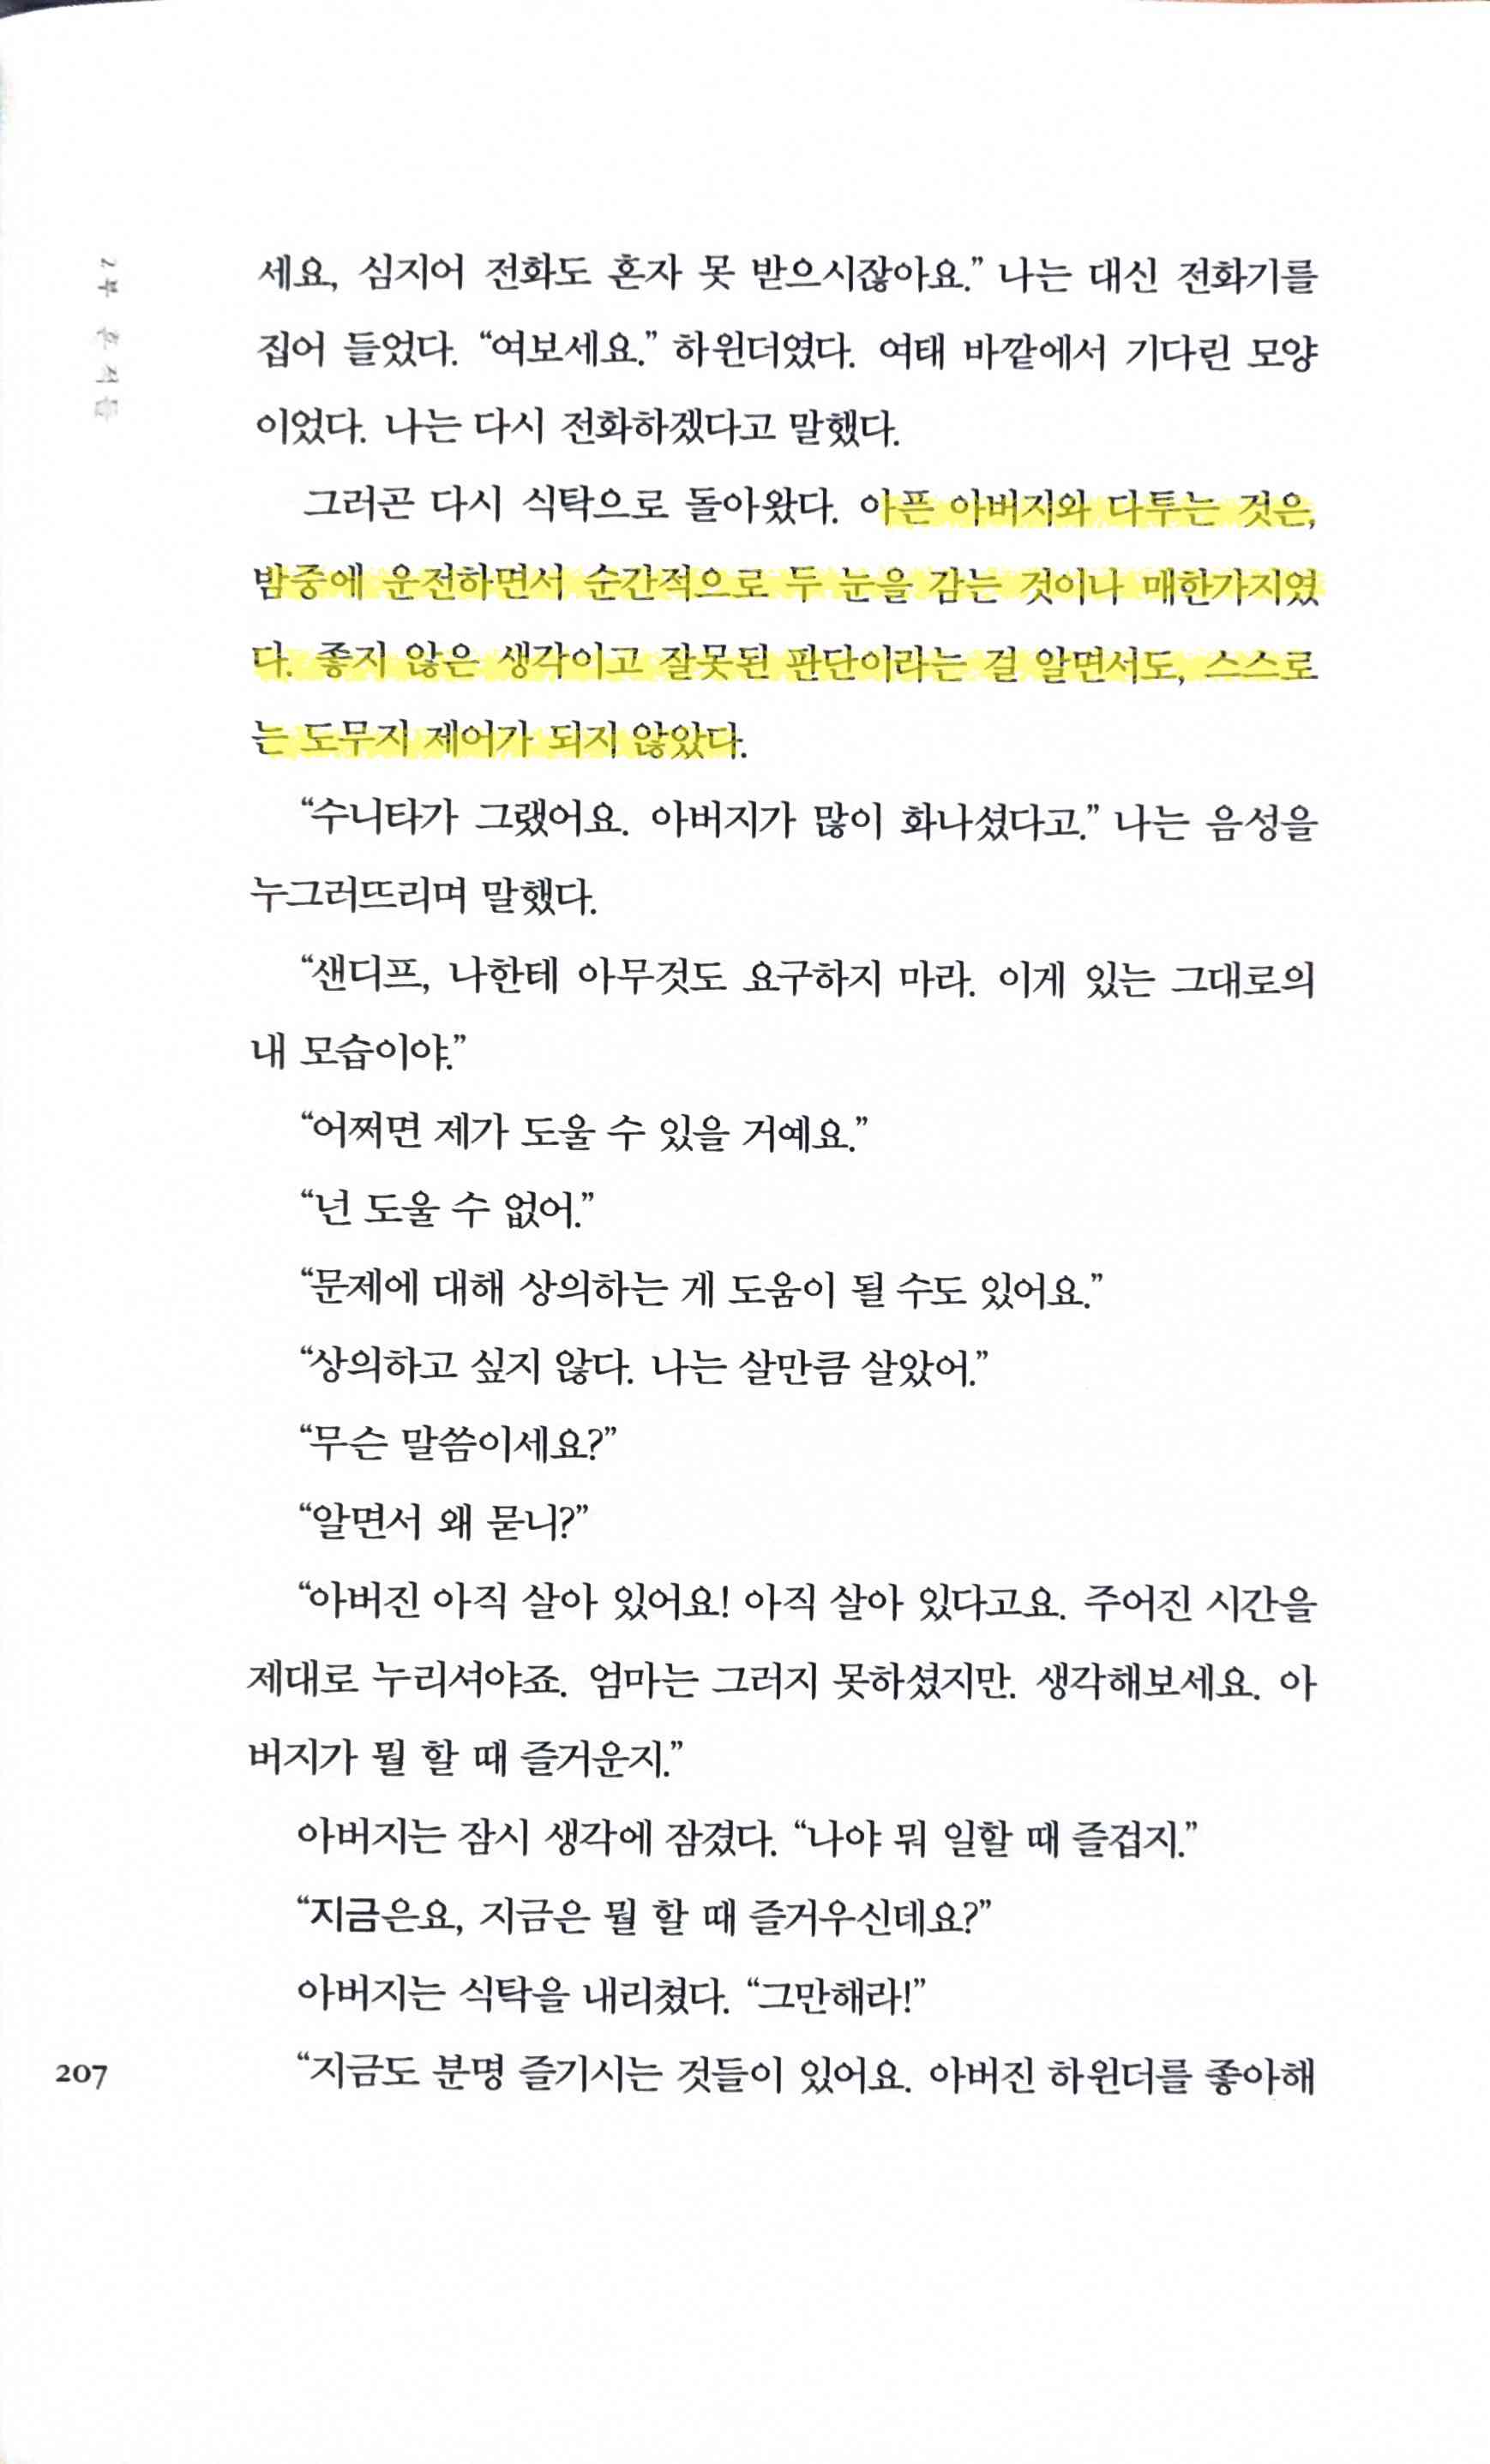 2부 흔적들
세요, 심지어 전화도 혼자 못 받으시잖아요.” 나는 대신 전화기를
집어 들었다. “여보세요.” 하윈더였다. 여태 바깥에서 기다린 모양
이었다. 나는 다시 전화하겠다고 말했다.
그러곤 다시 식탁으로 돌아왔다. 아픈 아버지와 다투는 것은,
밤중에 운전하면서 순간적으로 두 눈을 감는 것이나 매한가지였
다. 좋지 않은 생각이고 잘못된 판단이라는 걸 알면서도, 스스로
는 도무지 제어가 되지 않았다.
“수니타가 그랬어요. 아버지가 많이 화나셨다고.” 나는 음성을
누그러뜨리며 말했다.
“샌디프, 나한테 아무것도 요구하지 마라. 이게 있는 그대로의
내 모습이야.”
“어쩌면 제가 도울 수 있을 거예요.”
“넌 도울 수 없어.”
“문제에 대해 상의하는 게 도움이 될 수도 있어요.”
“상의하고 싶지 않다. 나는 살만큼 살았어.”
“무슨 말씀이세요?”
“알면서 왜 묻니?”
“아버진 아직 살아 있어요! 아직 살아 있다고요. 주어진 시간을
제대로 누리셔야죠. 엄마는 그러지 못하셨지만. 생각해보세요. 아
버지가 뭘 할 때 즐거운지.”
아버지는 잠시 생각에 잠겼다. “나야 뭐 일할 때 즐겁지.”
“지금은요, 지금은 뭘 할 때 즐거우신데요?”
아버지는 식탁을 내리쳤다. “그만해라!”
“지금도 분명 즐기시는 것들이 있어요. 아버진 하윈더를 좋아해
207